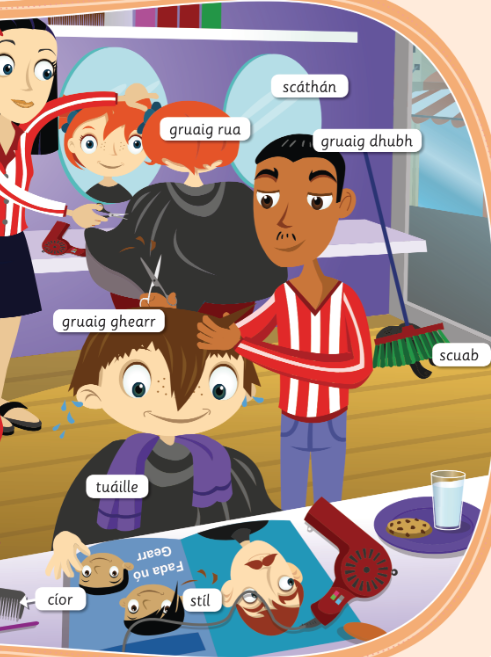 scáthán
gruaig rua
gruaig dhubh
gruaig ghearr
scuab
tuáille
Fada nó
Gearr
cíor
stíl